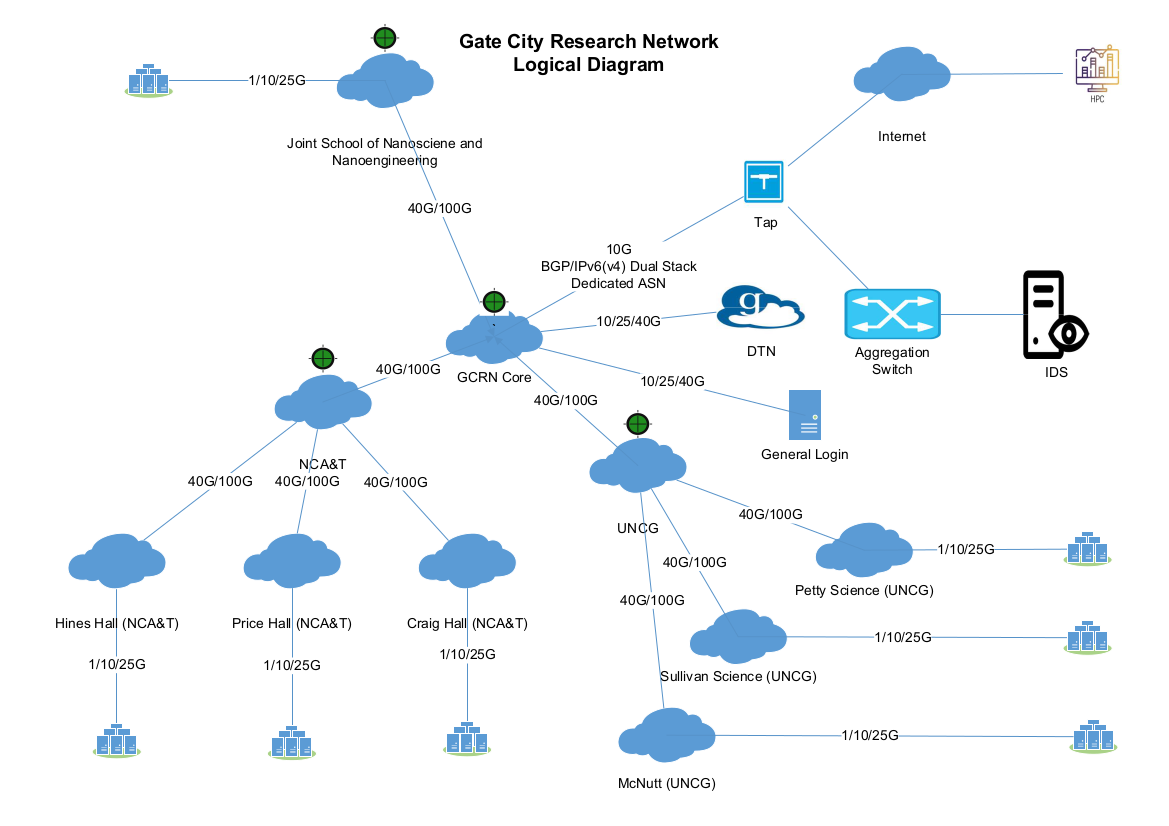 Gate City Research Network
Logical Diagram
1/10/25G
HPC
Internet
Joint School of Nanosciene and
Nanoengineering
40G/100G
Tap
10G
BGP/IPv6(v4) Dual Stack
Dedicated ASN
g
10/25/40G
DTN
Aggregation
Switch
IDS
GCRN Core
40G/100G
10/25/40G
40G/100G
General Login
NCA&T
40G/100G
40G/100G
40G/100G
UNCG
40G/100G
1/10/25G
40G/100G
Petty Science (UNCG)
40G/100G
Hines Hall (NCA&T)
Price Hall (NCA&T)
Craig Hall (NCA&T)
1/10/25G
1/10/25G
1/10/25G
1/10/25G
Sullivan Science (UNCG)
1/10/25G
McNutt (UNCG)